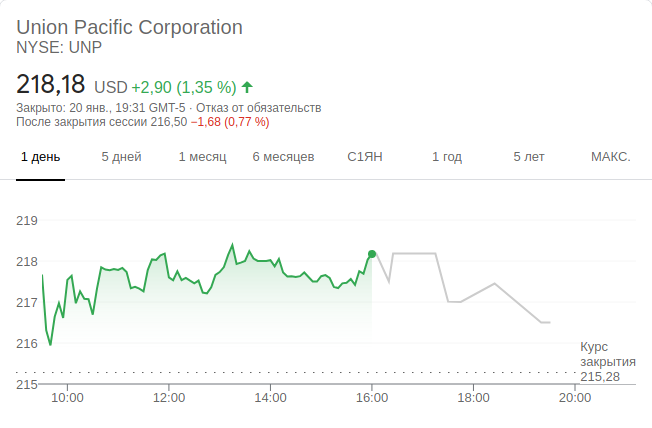 Union Pacific Corporation
NYSE: UNP
218,18 USD +2,90 (1,35 %)
Закрыто: 20 янв., 19:31 GMT-5 · Отказ от обязательств
После закрытия сессии 216,50 −1,68 (0,77 %)
1 день 5 дней 1 месяц 6 месяцев С1ЯН 1 год 5 лет МАКС.
219
218
217
216
Курс
закрытия
215,28
215
10:00 12:00 14:00 16:00 18:00 20:00